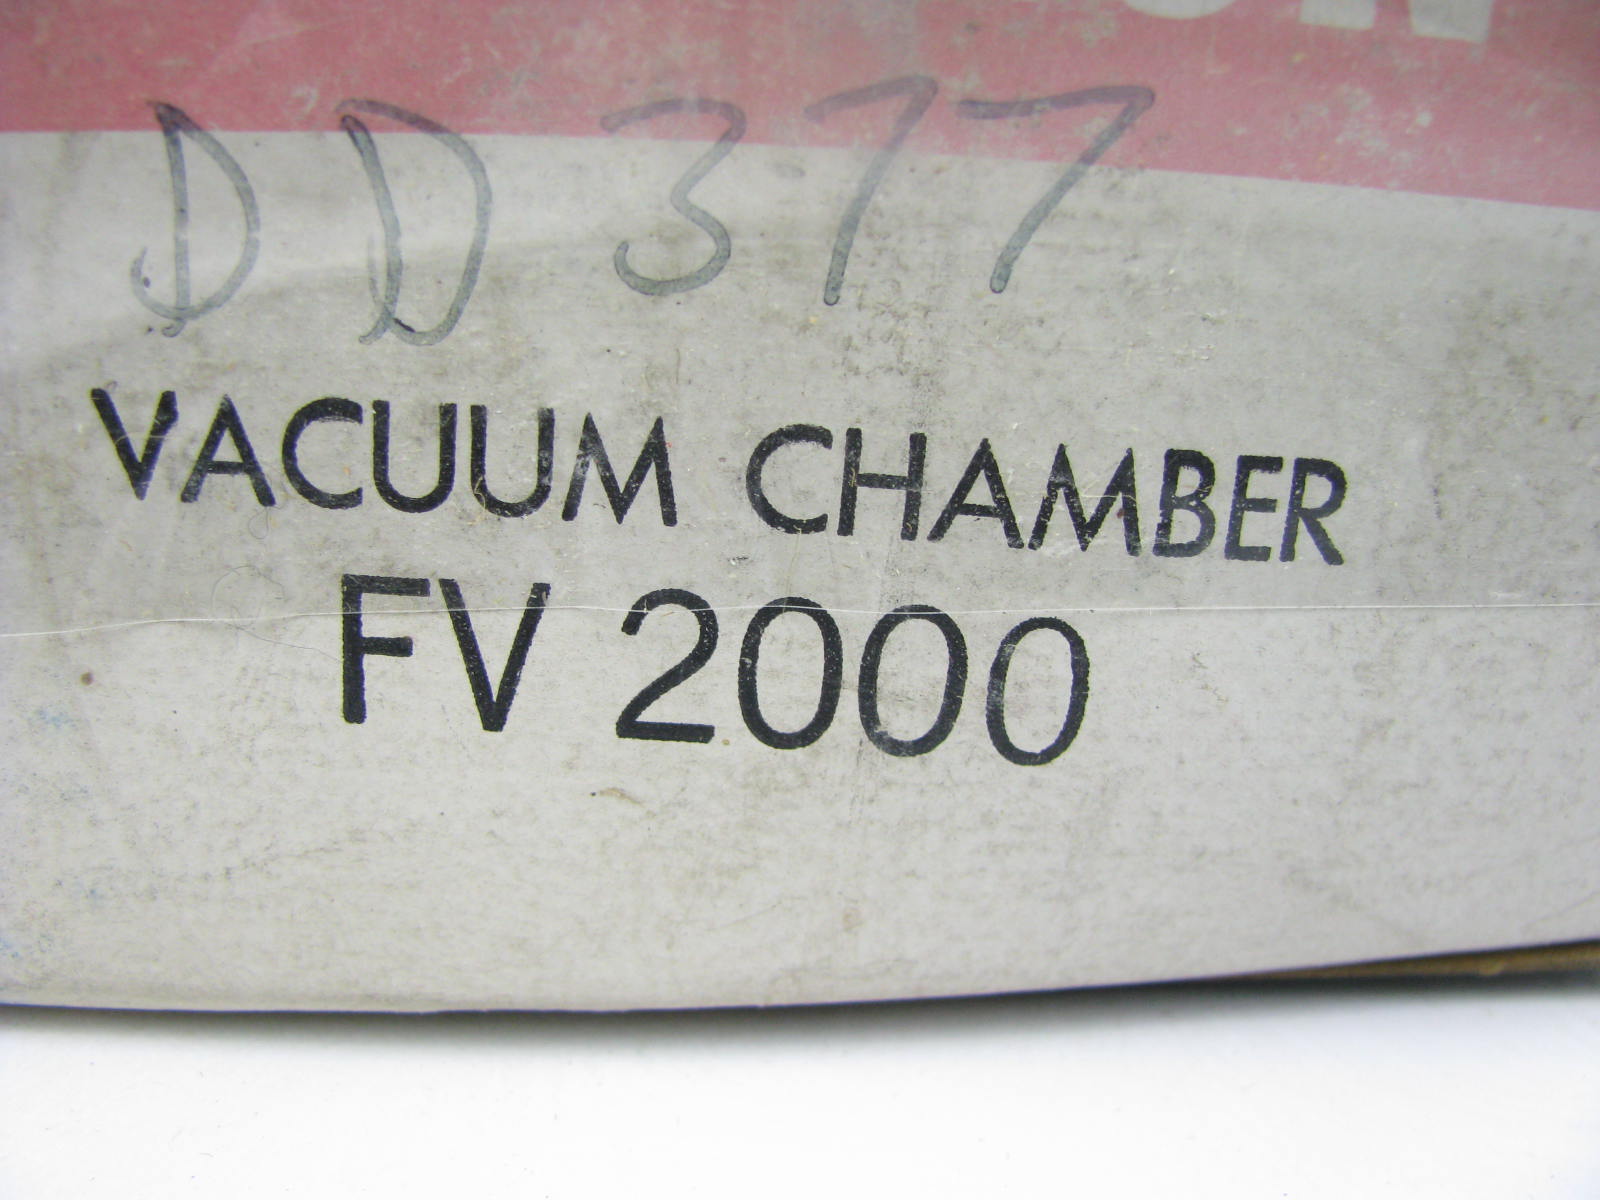 DD377
VACUUM CHAMBER
FV 2000